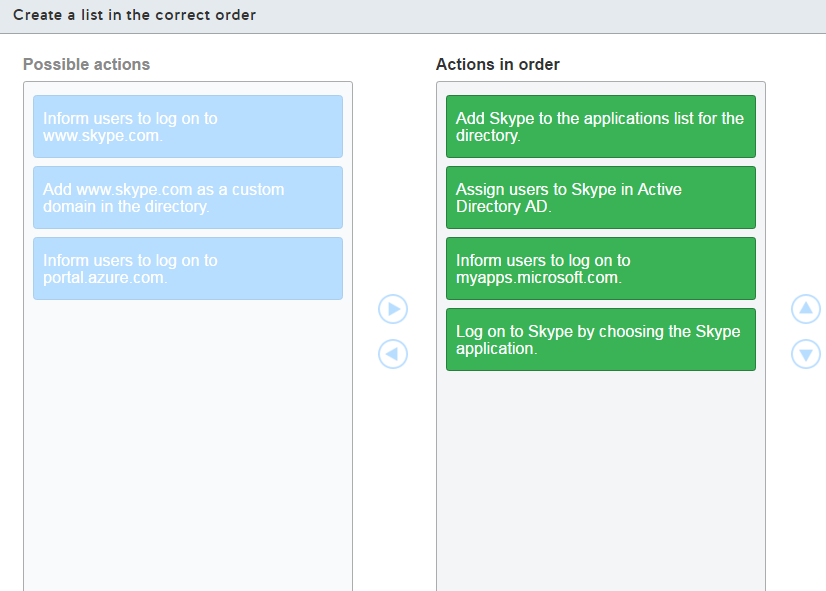 Create a list in the correct order
Possible actions
Inform users to log on to
www.skype.com.
Add www.skype.com as a custom
domain in the directory.
Inform users to log on to
portal.azure.com.
Actions in order
Add Skype to the applications list for the
directory.
Assign users to Skype in Active
Directory AD.
Inform users to log on to
myapps.microsoft.com.
Log on to Skype by choosing the Skype
application.